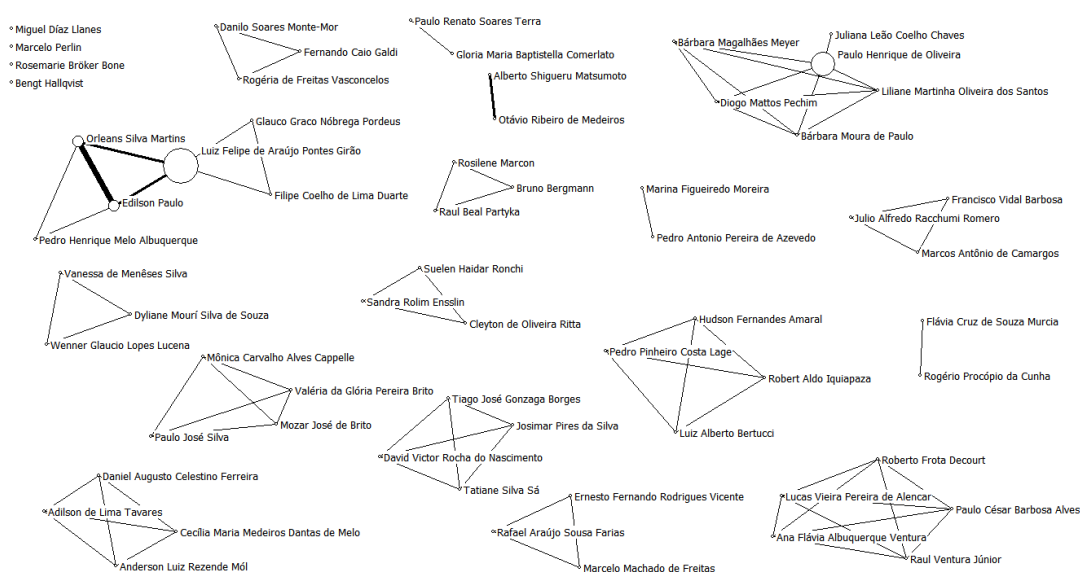 Miguel Díaz Llanes
Marcelo Perlin
Rosemarie Bröker Bone
Bengt Hallqvist
Danilo Soares Monte-Mor
Fernando Caio Galdi
Rogéria de Freitas Vasconcelos
Paulo Renato Soares Terra
Gloria Maria Baptistella Comerlato
Alberto Shigueru Matsumoto
Otávio Ribeiro de Medeiros
Bárbara Magalhães Meyer
Juliana Leão Coelho Chaves
Paulo Henrique de Oliveira
Liliane Martinha Oliveira dos Santos
Diogo Mattos Pechim
Bárbara Moura de Paulo
Orleans Silva Martins
Glauco Graco Nóbrega Pordeus
Luiz Felipe de Araújo Pontes Girão
Edilson Paulo
Filipe Coelho de Lima Duarte
Pedro Henrique Melo Albuquerque
Rosilene Marcon
Bruno Bergmann
Raul Beal Partyka
Marina Figueiredo Moreira
Pedro Antonio Pereira de Azevedo
Francisco Vidal Barbosa
Julio Alfredo Racchumi Romero
Marcos Antônio de Camargos
Vanessa de Menêses Silva
Dyliane Mourí Silva de Souza
Wenner Glaucio Lopes Lucena
Suelen Haidar Ronchi
Sandra Rolim Ensslin
Cleyton de Oliveira Ritta
Hudson Fernandes Amaral
Pedro Pinheiro Costa Lage
Robert Aldo Iquiapaza
Luiz Alberto Bertucci
Flávia Cruz de Souza Murcia
Rogério Procópio da Cunha
Mônica Carvalho Alves Cappelle
Valéria da Glória Pereira Brito
Mozar José de Brito
Paulo José Silva
Tiago José Gonzaga Borges
Josimar Pires da Silva
David Victor Rocha do Nascimento
Tatiane Silva Sá
Daniel Augusto Celestino Ferreira
Adilson de Lima Tavares
Cecília Maria Medeiros Dantas de Melo
Anderson Luiz Rezende Mól
Ernesto Fernando Rodrigues Vicente
Rafael Araújo Sousa Farias
Marcelo Machado de Freitas
Roberto Frota Decourt
Lucas Vieira Pereira de Alencar
Paulo César Barbosa Alves
Ana Flávia Albuquerque Ventura
Raul Ventura Júnior